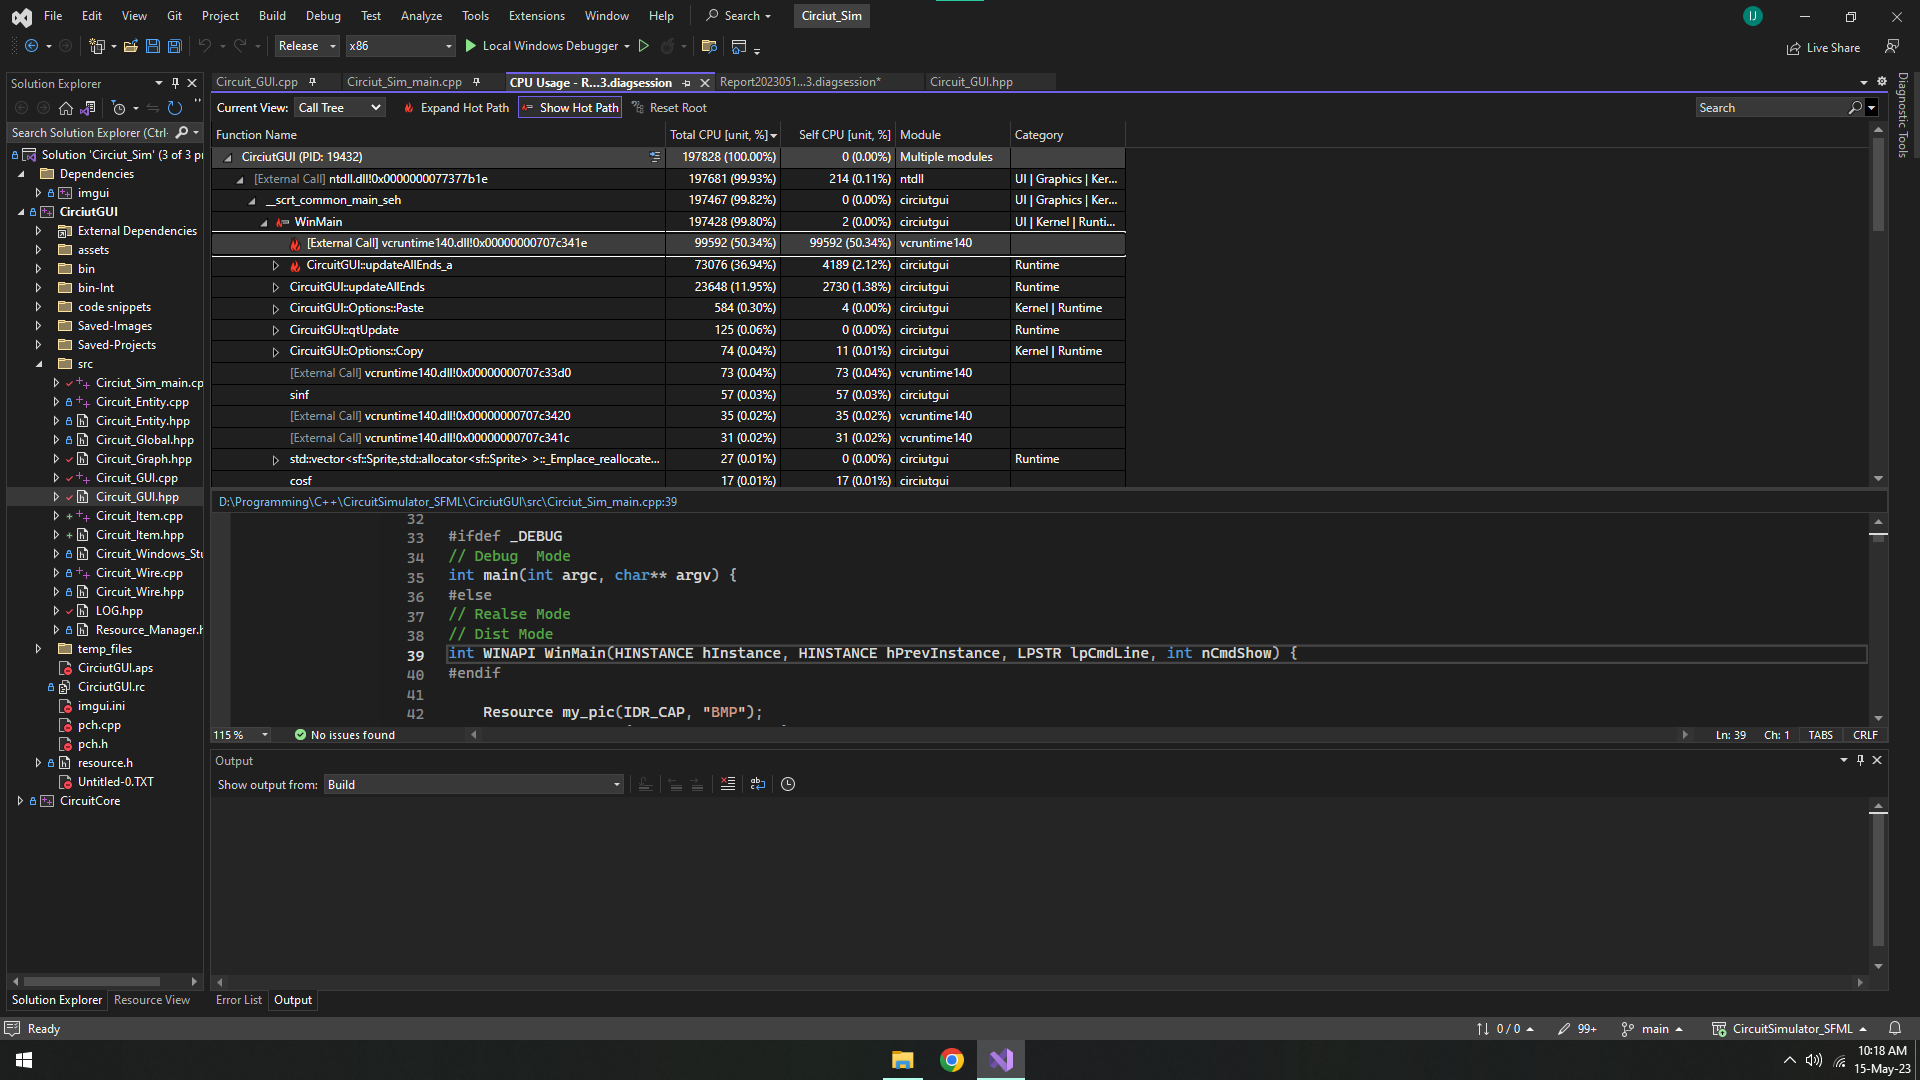 File Edit View Git Project Build Debug Test Analyze Tools Extensions Window Help Search Circiut_Sim IJ
Release x86 Local Windows Debugger Live Share
Solution Explorer
Search Solution Explorer (Ctrl-
Solution 'Circiut_Sim' (3 of 3 pr
Dependencies
imgui
CirciutGUI
External Dependencies
assets
bin
bin-Int
code snippets
Saved-Images
Saved-Projects
src
Circiut_Sim_main.cp
Circuit_Entity.cpp
Circuit_Entity.hpp
Circuit_Global.hpp
Circuit_Graph.hpp
Circuit_GUI.cpp
Circuit_GUI.hpp
Circuit_Item.cpp
Circuit_Item.hpp
Circuit_Windows_Stu
Circuit_Wire.cpp
Circuit_Wire.hpp
LOG.hpp
Resource_Manager.h
temp_files
CirciutGUI.aps
CirciutGUI.rc
imgui.ini
pch.cpp
pch.h
resource.h
Untitled-0.TXT
CircuitCore
Solution Explorer Resource View
Circuit_GUI.cpp Circiut_Sim_main.cpp CPU Usage - R...3.diagsession Report2023051...3.diagsession* Circuit_GUI.hpp
Current View: Call Tree Expand Hot Path Show Hot Path Reset Root Search
Function Name Total CPU [unit, %] Self CPU [unit, %] Module Category
CirciutGUI (PID: 19432) 197828 (100.00%) 0 (0.00%) Multiple modules
[External Call] ntdll.dll!0x0000000077377b1e 197681 (99.93%) 214 (0.11%) ntdll UI | Graphics | Ker...
__scrt_common_main_seh 197467 (99.82%) 0 (0.00%) circiutgui UI | Graphics | Ker...
WinMain 197428 (99.80%) 2 (0.00%) circiutgui UI | Kernel | Runti...
[External Call] vcruntime140.dll!0x00000000707c341e 99592 (50.34%) 99592 (50.34%) vcruntime140
CircuitGUI::updateAllEnds_a 73076 (36.94%) 4189 (2.12%) circiutgui Runtime
CircuitGUI::updateAllEnds 23648 (11.95%) 2730 (1.38%) circiutgui Runtime
CircuitGUI::Options::Paste 584 (0.30%) 4 (0.00%) circiutgui Kernel | Runtime
CircuitGUI::qtUpdate 125 (0.06%) 0 (0.00%) circiutgui Runtime
CircuitGUI::Options::Copy 74 (0.04%) 11 (0.01%) circiutgui Kernel | Runtime
[External Call] vcruntime140.dll!0x00000000707c33d0 73 (0.04%) 73 (0.04%) vcruntime140
sinf 57 (0.03%) 57 (0.03%) circiutgui
[External Call] vcruntime140.dll!0x00000000707c3420 35 (0.02%) 35 (0.02%) vcruntime140
[External Call] vcruntime140.dll!0x00000000707c341c 31 (0.02%) 31 (0.02%) vcruntime140
std::vector<sf::Sprite,std::allocator<sf::Sprite> >::_Emplace_reallocate... 27 (0.01%) 0 (0.00%) circiutgui Runtime
cosf 17 (0.01%) 17 (0.01%) circiutgui
D:\Programming\C++\CircuitSimulator_SFML\CirciutGUI\src\Circiut_Sim_main.cpp:39
32
33 #ifdef _DEBUG
34 // Debug  Mode
35 int main(int argc, char** argv) {
36 #else
37 // Realse Mode
38 // Dist Mode
39 int WINAPI WinMain(HINSTANCE hInstance, HINSTANCE hPrevInstance, LPSTR lpCmdLine, int nCmdShow) {
40 #endif
41
42 Resource my_pic(IDR_CAP, "BMP");
115 % No issues found Ln: 39 Ch: 1 TABS CRLF
Output
Show output from: Build
Error List Output
Diagnostic Tools
Ready 0 / 0 99+ main CircuitSimulator_SFML
10:18 AM
15-May-23